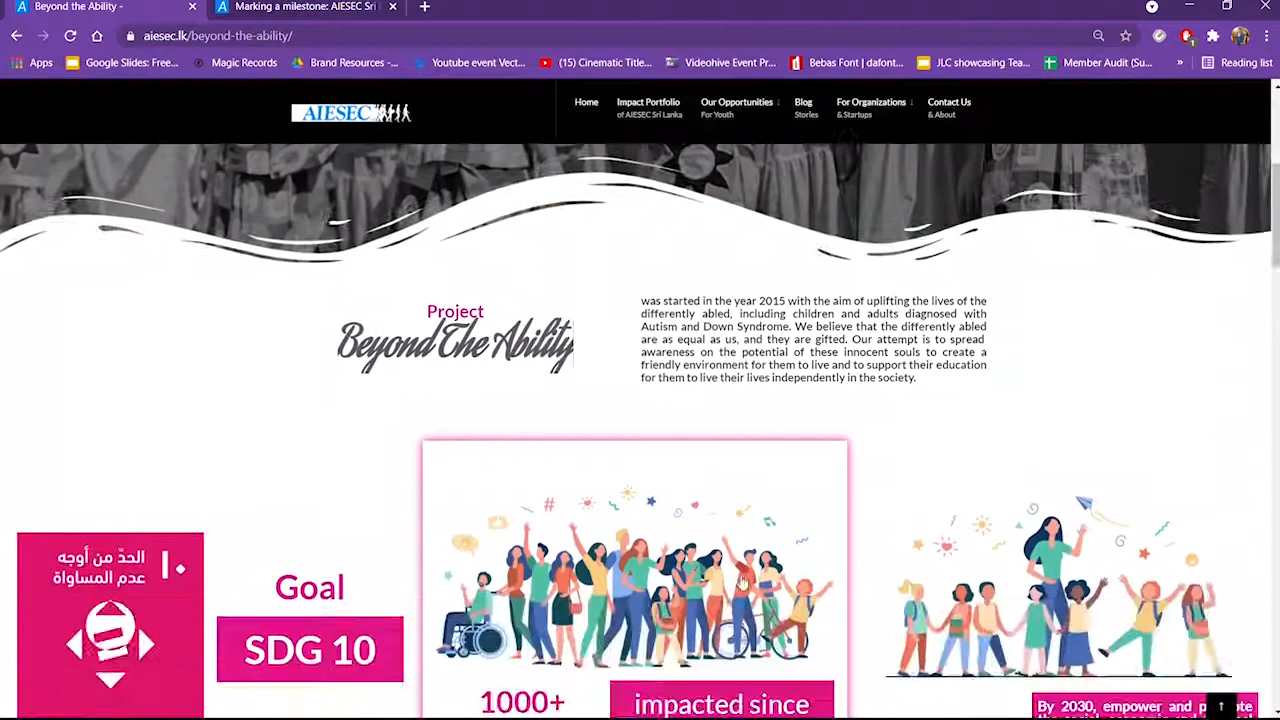 Beyond the Ability -
Marking a milestone: AIESEC Sri
aiesec.lk/beyond-the-ability/
Apps
Google Slides: Free...
Magic Records
Brand Resources -...
Youtube event Vect...
(15) Cinematic Title...
Videohive Event Pr...
Bebas Font | dafont...
JLC showcasing Tea...
Member Audit (Su...
»
Reading list
AIESEC
Home
Impact Portfolio
of AIESEC Sri Lanka
Our Opportunities
For Youth
Blog
Stories
For Organizations
& Startups
Contact Us
& About
Project
Beyond The Ability
was started in the year 2015 with the aim of uplifting the lives of the
differently abled, including children and adults diagnosed with
Autism and Down Syndrome. We believe that the differently abled
are as equal as us, and they are gifted. Our attempt is to spread
awareness on the potential of these innocent souls to create a
friendly environment for them to live and to support their education
for them to live their lives independently in the society.
١٠ الحدّ من أوجه
عدم المساواة
Goal
SDG 10
1000+
impacted since
By 2030, empower and